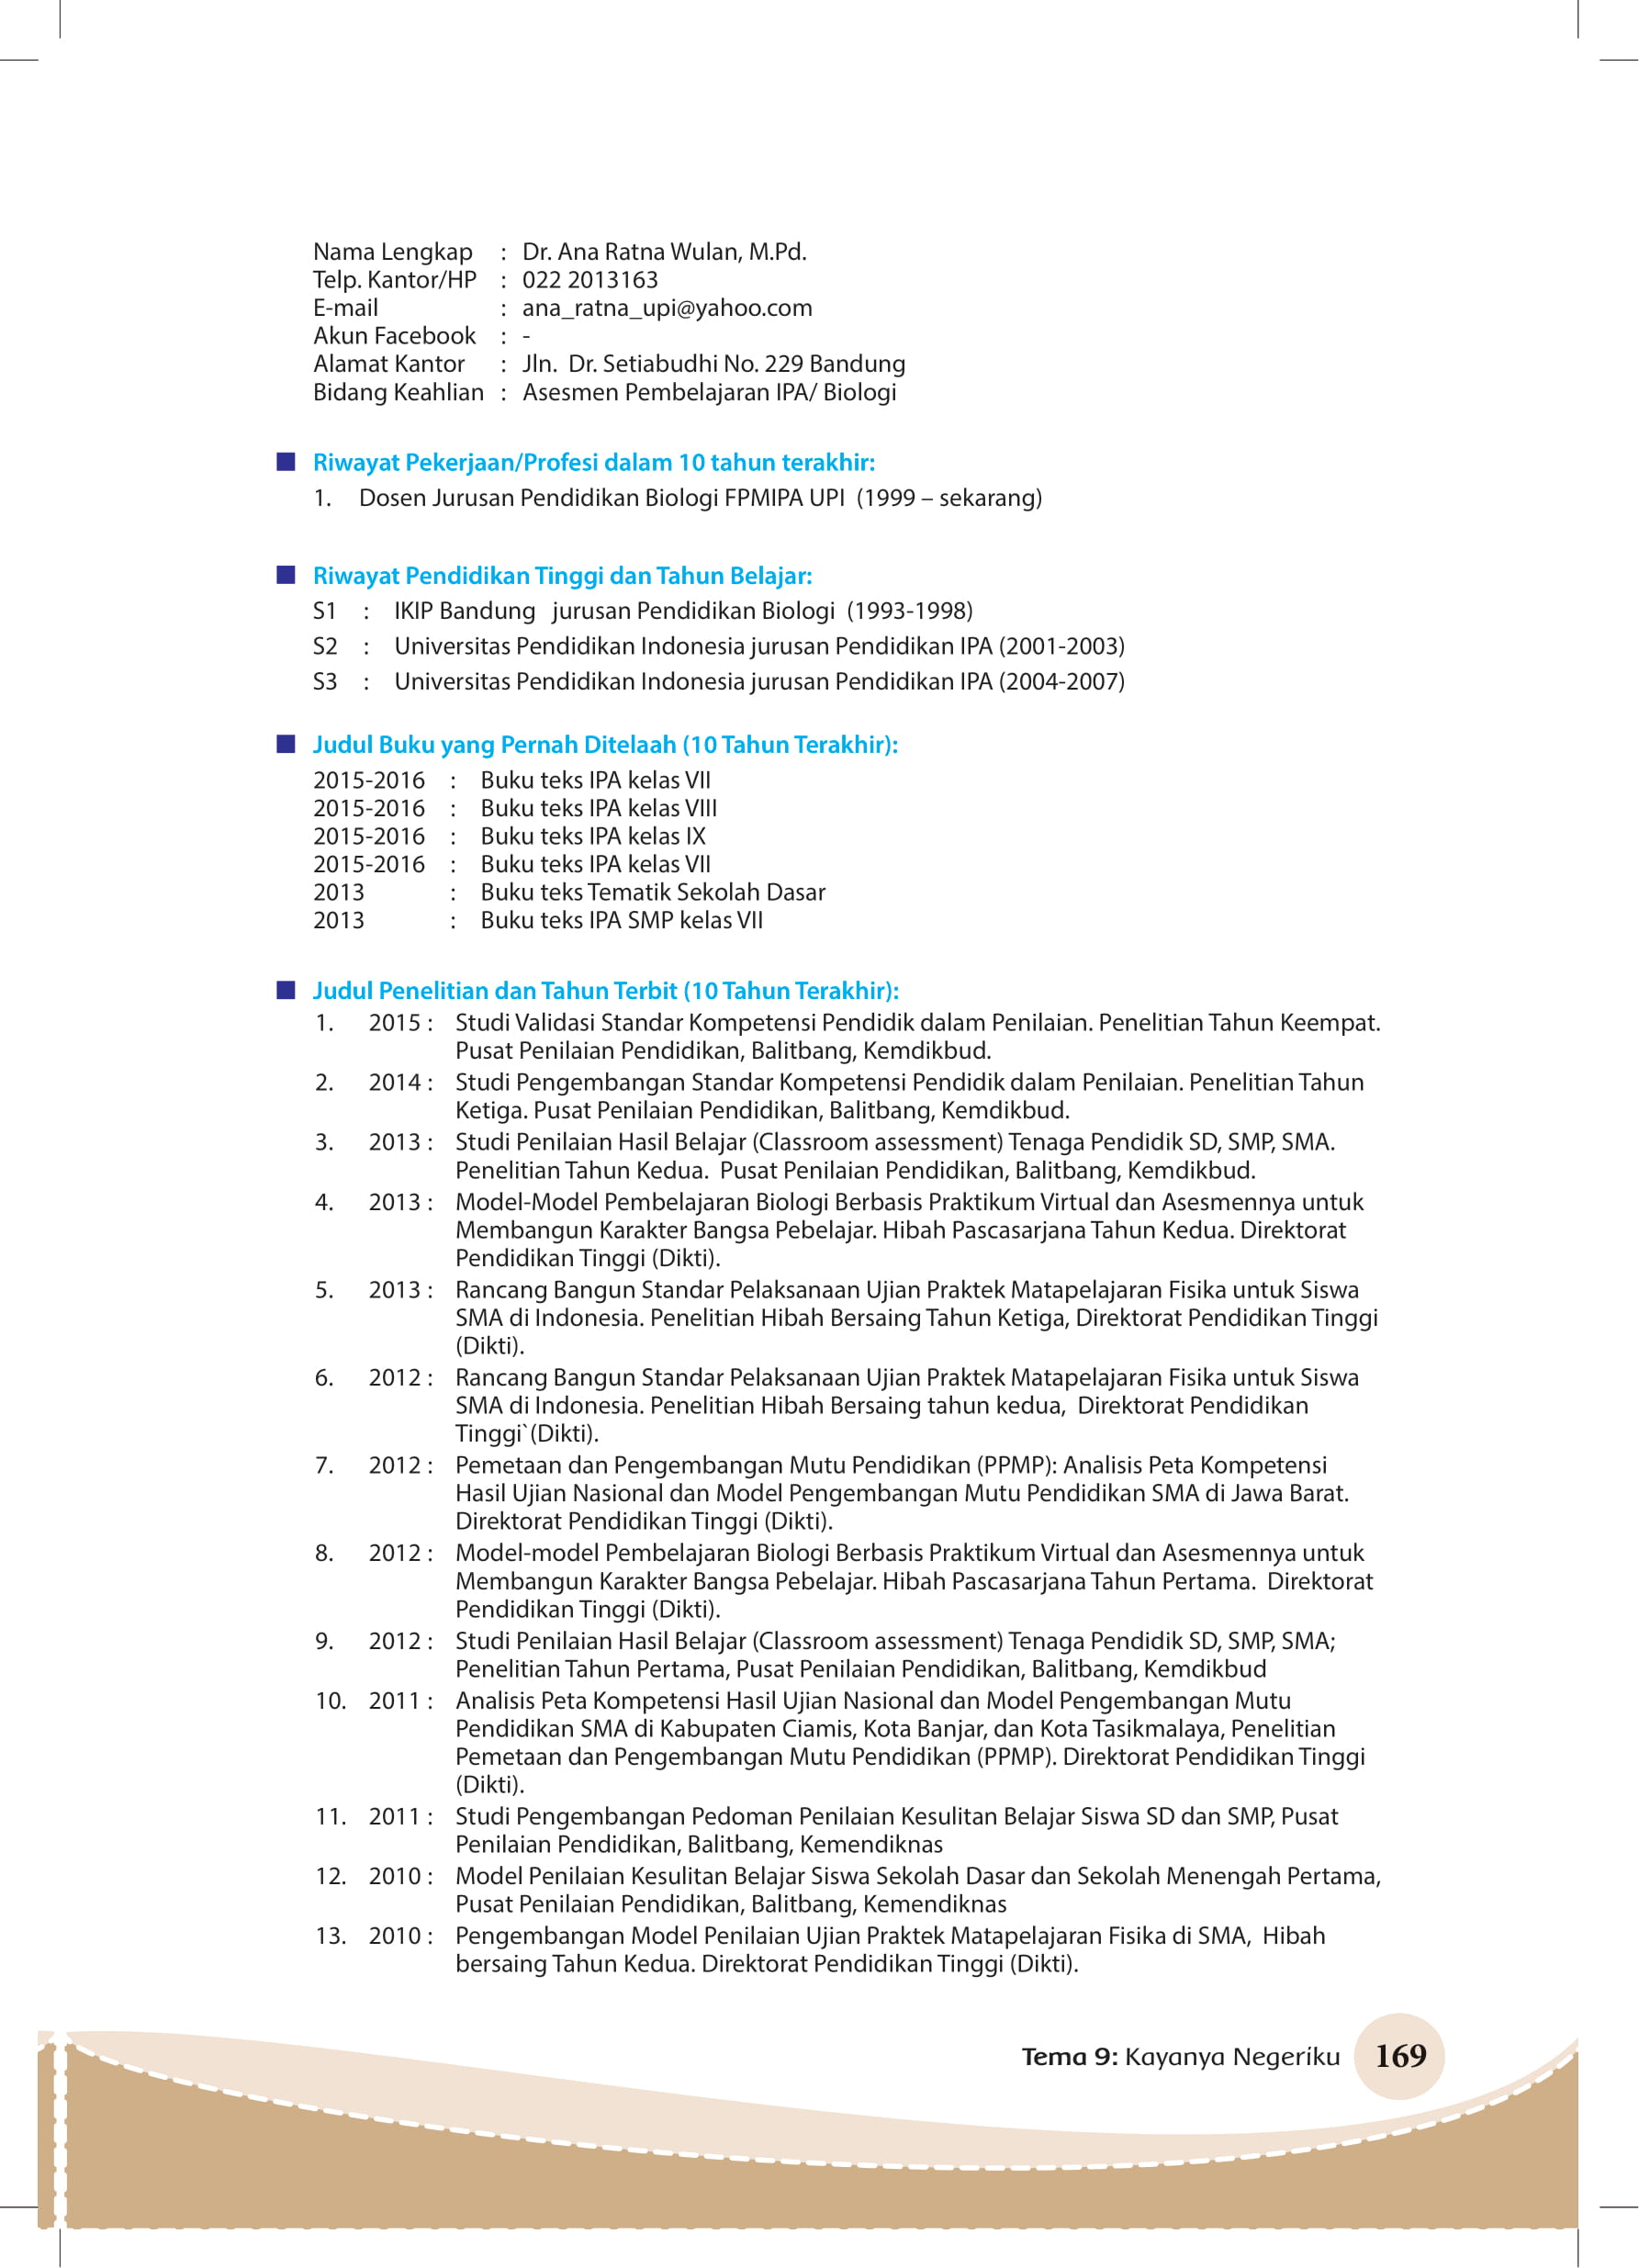 Nama Lengkap : Dr. Ana Ratna Wulan, M.Pd.
Telp. Kantor/HP : 022 2013163
E-mail : ana_ratna_upi@yahoo.com
Akun Facebook : -
Alamat Kantor : Jln. Dr. Setiabudhi No. 229 Bandung
Bidang Keahlian : Asesmen Pembelajaran IPA/ Biologi
Riwayat Pekerjaan/Profesi dalam 10 tahun terakhir:
1. Dosen Jurusan Pendidikan Biologi FPMIPA UPI (1999 – sekarang)
Riwayat Pendidikan Tinggi dan Tahun Belajar:
S1 : IKIP Bandung jurusan Pendidikan Biologi (1993-1998)
S2 : Universitas Pendidikan Indonesia jurusan Pendidikan IPA (2001-2003)
S3 : Universitas Pendidikan Indonesia jurusan Pendidikan IPA (2004-2007)
Judul Buku yang Pernah Ditelaah (10 Tahun Terakhir):
2015-2016 : Buku teks IPA kelas VII
2015-2016 : Buku teks IPA kelas VIII
2015-2016 : Buku teks IPA kelas IX
2015-2016 : Buku teks IPA kelas VII
2013 : Buku teks Tematik Sekolah Dasar
2013 : Buku teks IPA SMP kelas VII
Judul Penelitian dan Tahun Terbit (10 Tahun Terakhir):
1. 2015 : Studi Validasi Standar Kompetensi Pendidik dalam Penilaian. Penelitian Tahun Keempat.
Pusat Penilaian Pendidikan, Balitbang, Kemdikbud.
2. 2014 : Studi Pengembangan Standar Kompetensi Pendidik dalam Penilaian. Penelitian Tahun
Ketiga. Pusat Penilaian Pendidikan, Balitbang, Kemdikbud.
3. 2013 : Studi Penilaian Hasil Belajar (Classroom assessment) Tenaga Pendidik SD, SMP, SMA.
Penelitian Tahun Kedua. Pusat Penilaian Pendidikan, Balitbang, Kemdikbud.
4. 2013 : Model-Model Pembelajaran Biologi Berbasis Praktikum Virtual dan Asesmennya untuk
Membangun Karakter Bangsa Pebelajar. Hibah Pascasarjana Tahun Kedua. Direktorat
Pendidikan Tinggi (Dikti).
5. 2013 : Rancang Bangun Standar Pelaksanaan Ujian Praktek Matapelajaran Fisika untuk Siswa
SMA di Indonesia. Penelitian Hibah Bersaing Tahun Ketiga, Direktorat Pendidikan Tinggi
(Dikti).
6. 2012 : Rancang Bangun Standar Pelaksanaan Ujian Praktek Matapelajaran Fisika untuk Siswa
SMA di Indonesia. Penelitian Hibah Bersaing tahun kedua, Direktorat Pendidikan
Tinggi`(Dikti).
7. 2012 : Pemetaan dan Pengembangan Mutu Pendidikan (PPMP): Analisis Peta Kompetensi
Hasil Ujian Nasional dan Model Pengembangan Mutu Pendidikan SMA di Jawa Barat.
Direktorat Pendidikan Tinggi (Dikti).
8. 2012 : Model-model Pembelajaran Biologi Berbasis Praktikum Virtual dan Asesmennya untuk
Membangun Karakter Bangsa Pebelajar. Hibah Pascasarjana Tahun Pertama. Direktorat
Pendidikan Tinggi (Dikti).
9. 2012 : Studi Penilaian Hasil Belajar (Classroom assessment) Tenaga Pendidik SD, SMP, SMA;
Penelitian Tahun Pertama, Pusat Penilaian Pendidikan, Balitbang, Kemdikbud
10. 2011 : Analisis Peta Kompetensi Hasil Ujian Nasional dan Model Pengembangan Mutu
Pendidikan SMA di Kabupaten Ciamis, Kota Banjar, dan Kota Tasikmalaya, Penelitian
Pemetaan dan Pengembangan Mutu Pendidikan (PPMP). Direktorat Pendidikan Tinggi
(Dikti).
11. 2011 : Studi Pengembangan Pedoman Penilaian Kesulitan Belajar Siswa SD dan SMP, Pusat
Penilaian Pendidikan, Balitbang, Kemendiknas
12. 2010 : Model Penilaian Kesulitan Belajar Siswa Sekolah Dasar dan Sekolah Menengah Pertama,
Pusat Penilaian Pendidikan, Balitbang, Kemendiknas
13. 2010 : Pengembangan Model Penilaian Ujian Praktek Matapelajaran Fisika di SMA, Hibah
bersaing Tahun Kedua. Direktorat Pendidikan Tinggi (Dikti).
Tema 9: Kayanya Negeriku 169